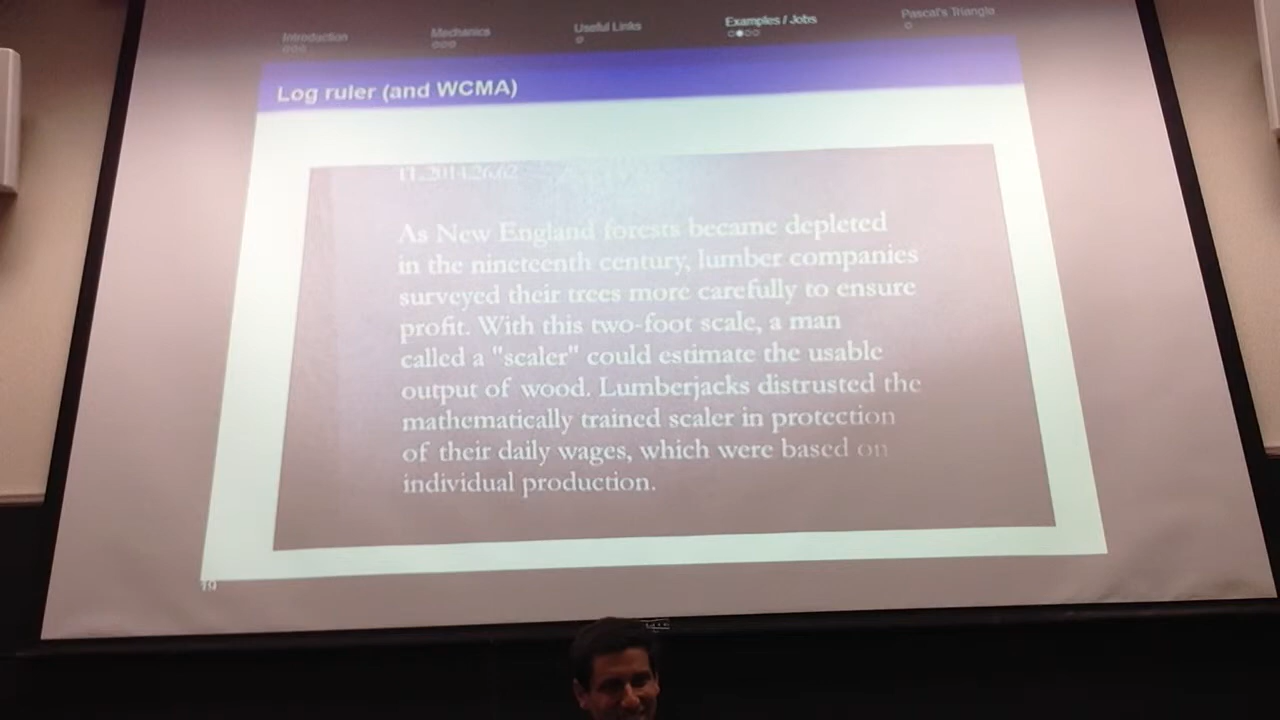 Introduction Mechanics Useful Links Examples / Jobs Pascal's Triangle
Log ruler (and WCMA)
As New England forests became depleted
in the nineteenth century, lumber companies
surveyed their trees more carefully to ensure
profit. With this two-foot scale, a man
called a "scaler" could estimate the usable
output of wood. Lumberjacks distrusted the
mathematically trained scaler in protection
of their daily wages, which were based on
individual production.
19